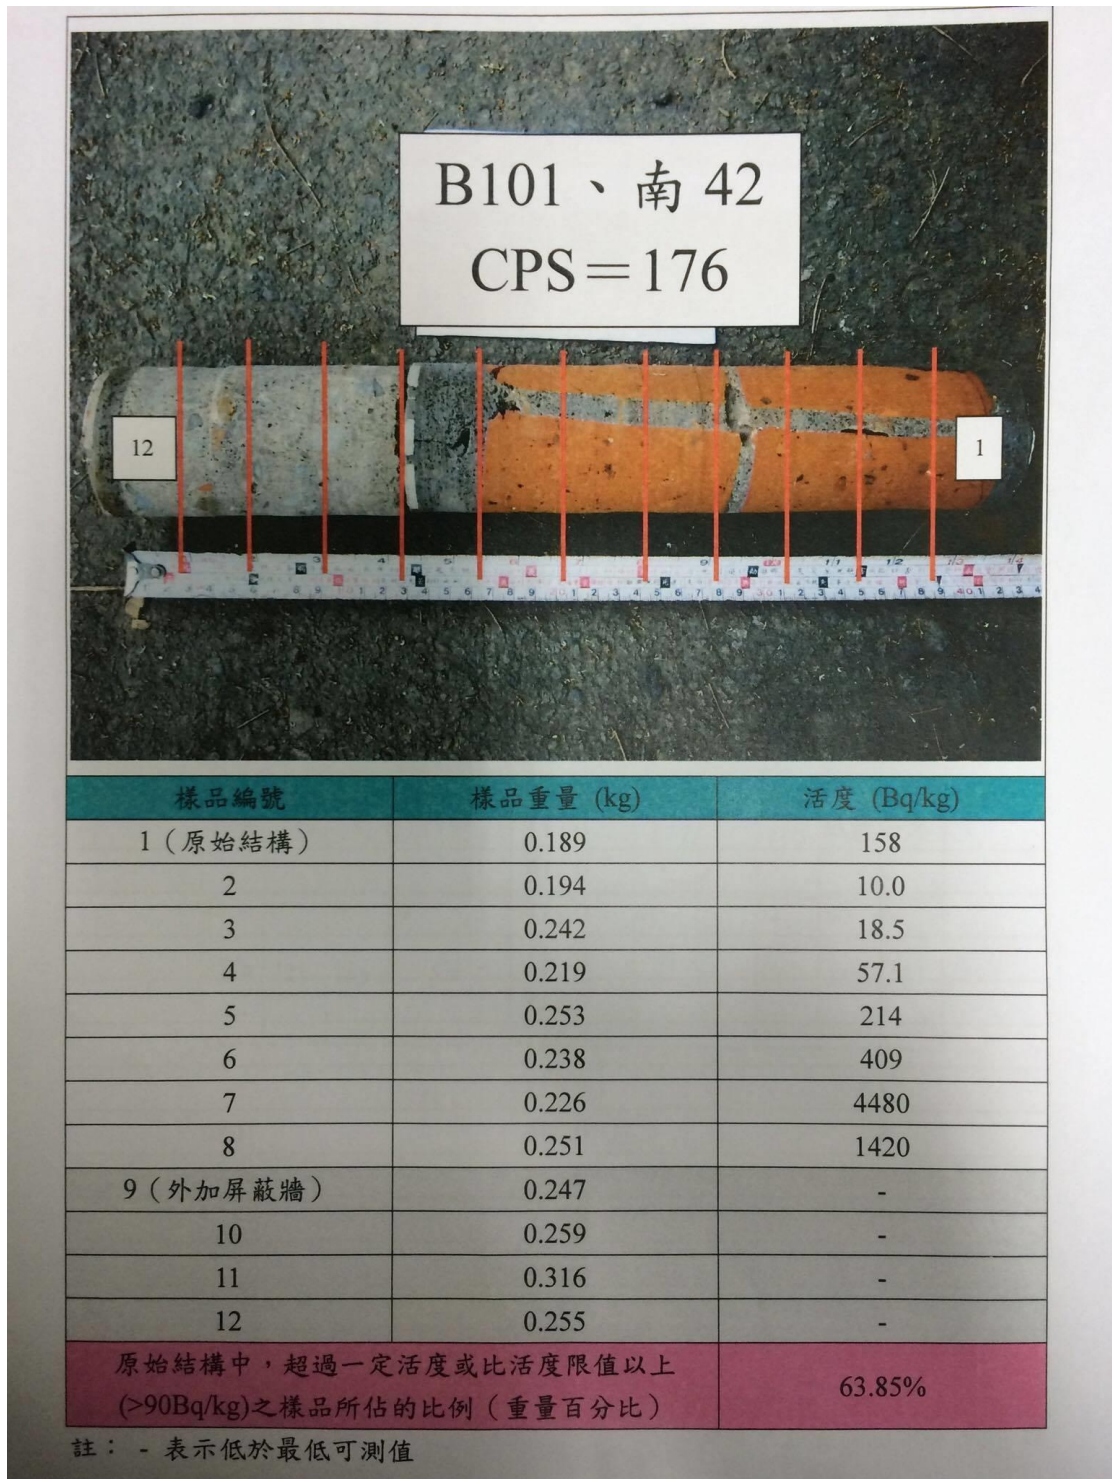 B101、南 42
CPS＝176
12
1
樣品編號 樣品重量 (kg) 活度 (Bq/kg)
1（原始結構） 0.189 158
2 0.194 10.0
3 0.242 18.5
4 0.219 57.1
5 0.253 214
6 0.238 409
7 0.226 4480
8 0.251 1420
9（外加屏蔽牆） 0.247 -
10 0.259 -
11 0.316 -
12 0.255 -
原始結構中，超過一定活度或比活度限值以上
(>90Bq/kg)之樣品所佔的比例（重量百分比） 63.85%
註： - 表示低於最低可測值